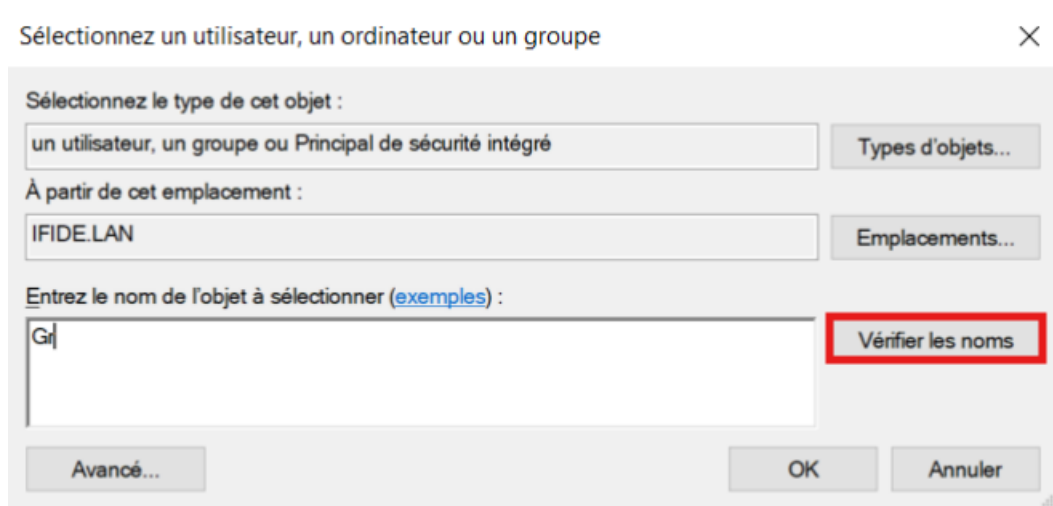 Sélectionnez un utilisateur, un ordinateur ou un groupe
Sélectionnez le type de cet objet :
un utilisateur, un groupe ou Principal de sécurité intégré
Types d'objets...
À partir de cet emplacement :
IFIDE.LAN
Emplacements...
Entrez le nom de l'objet à sélectionner (exemples) :
Gr
Vérifier les noms
Avancé...
OK
Annuler